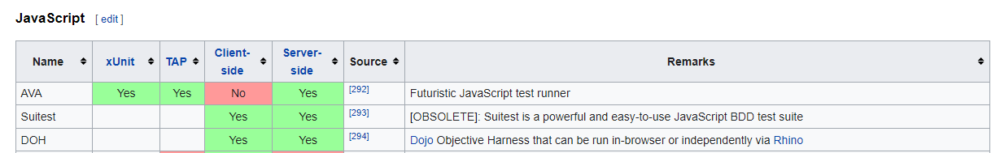 JavaScript [ edit ]
Name xUnit TAP Client-side Server-side Source Remarks
AVA Yes Yes No Yes [292] Futuristic JavaScript test runner
Suitest Yes Yes [293] [OBSOLETE]: Suitest is a powerful and easy-to-use JavaScript BDD test suite
DOH Yes Yes [294] Dojo Objective Harness that can be run in-browser or independently via Rhino